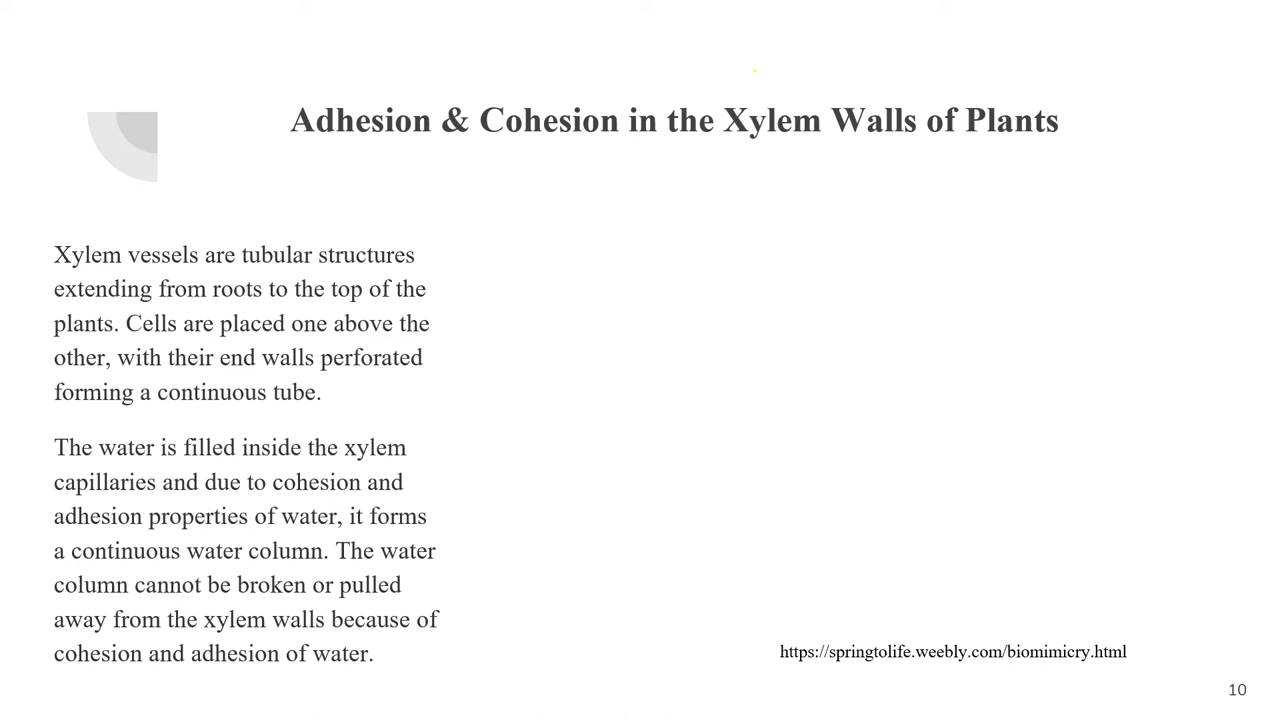 Adhesion & Cohesion in the Xylem Walls of Plants
Xylem vessels are tubular structures
extending from roots to the top of the
plants. Cells are placed one above the
other, with their end walls perforated
forming a continuous tube.
The water is filled inside the xylem
capillaries and due to cohesion and
adhesion properties of water, it forms
a continuous water column. The water
column cannot be broken or pulled
away from the xylem walls because of
cohesion and adhesion of water.
https://springtolife.weebly.com/biomimicry.html
10